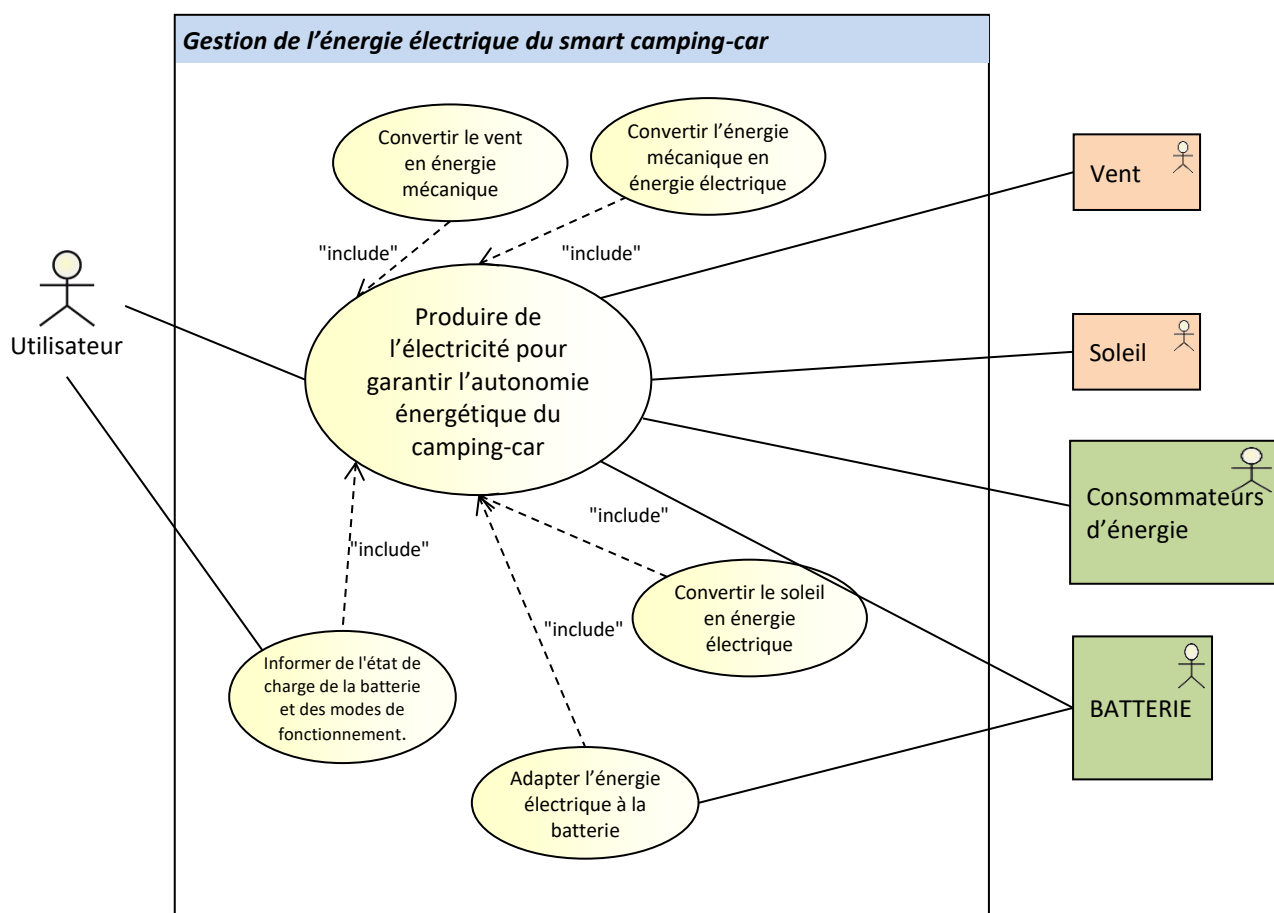 Gestion de l’énergie électrique du smart camping-car
Convertir le vent
en énergie
mécanique
Convertir l’énergie
mécanique en
énergie électrique
Vent
"include"
"include"
Utilisateur
Produire de
l’électricité pour
garantir l’autonomie
énergétique du
camping-car
Soleil
Consommateurs
d’énergie
"include"
"include"
Convertir le soleil
en énergie
électrique
"include"
Informer de l'état de
charge de la batterie
et des modes de
fonctionnement.
BATTERIE
Adapter l’énergie
électrique à la
batterie